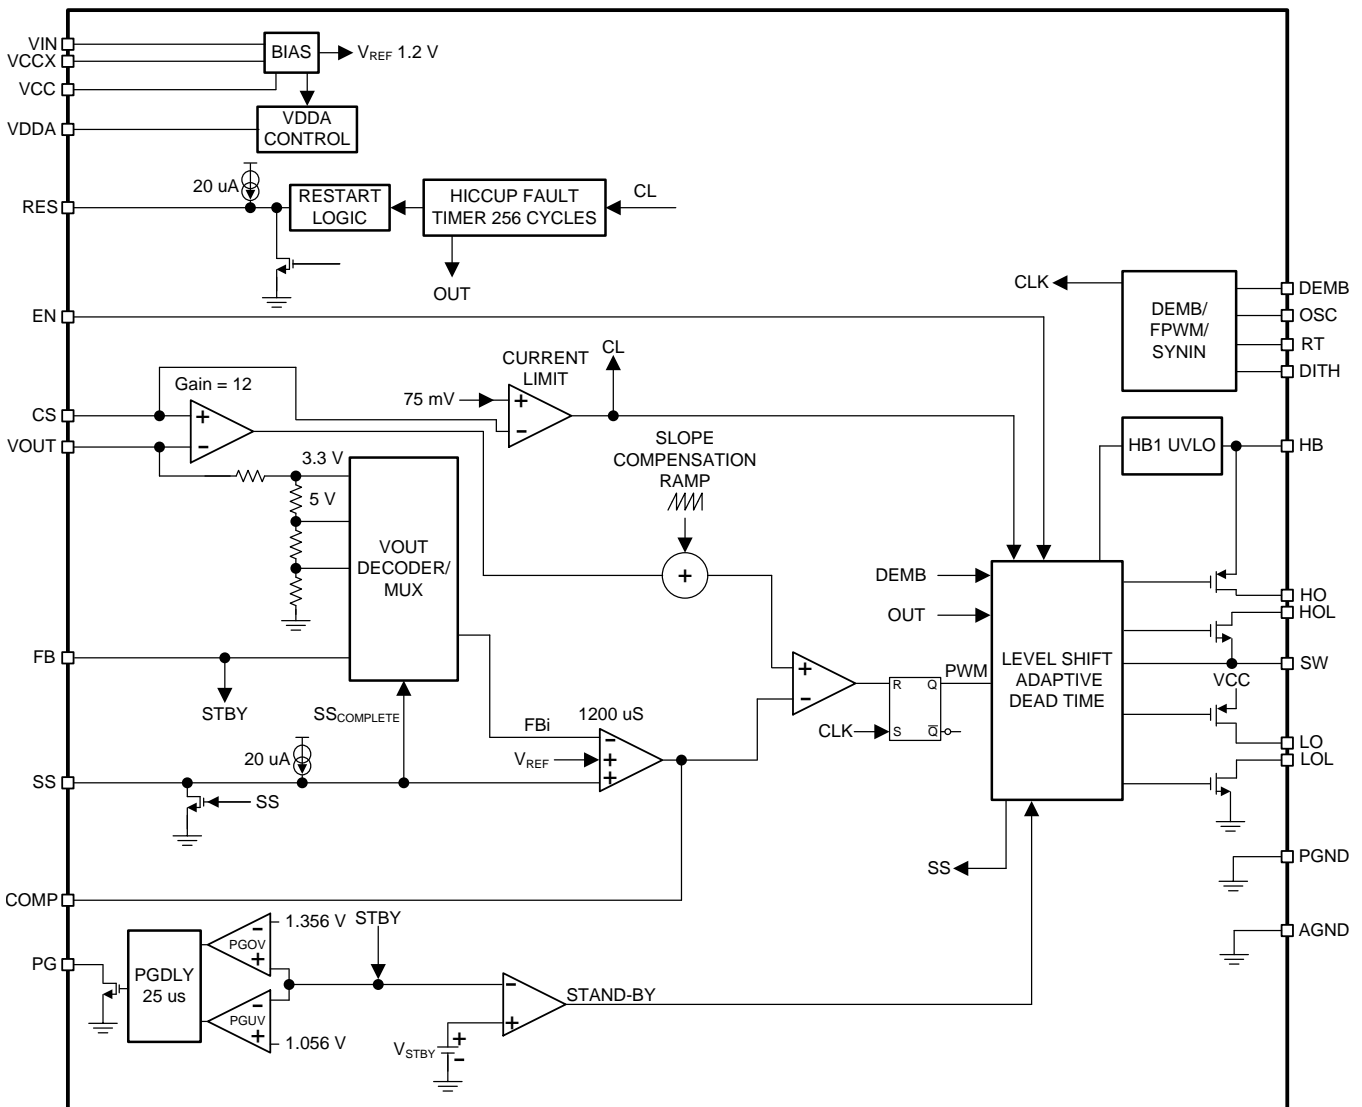 VIN
VCCX
VCC
VDDA
BIAS
VREF 1.2 V
VDDA
CONTROL
20 uA
RES
RESTART
LOGIC
HICCUP FAULT
TIMER 256 CYCLES
CL
OUT
EN
CLK
DEMB/
FPWM/
SYNIN
DEMB
OSC
RT
DITH
Gain = 12
CURRENT
LIMIT
CL
75 mV
+
-
CS
VOUT
+
-
3.3 V
5 V
VOUT
DECODER/
MUX
SLOPE
COMPENSATION
RAMP
+
HB1 UVLO
HB
DEMB
OUT
LEVEL SHIFT
ADAPTIVE
DEAD TIME
HO
HOL
SW
VCC
LO
LOL
FB
STBY
SSCOMPLETE
FBi
1200 uS
VREF
-
+
+
+
-
R
Q
S
Q
PWM
CLK
20 uA
SS
SS
SS
COMP
PGND
AGND
PG
PGDLY
25 us
-
PGOV
+
1.356 V
-
PGUV
+
1.056 V
STBY
-
+
STAND-BY
VSTBY
+
-